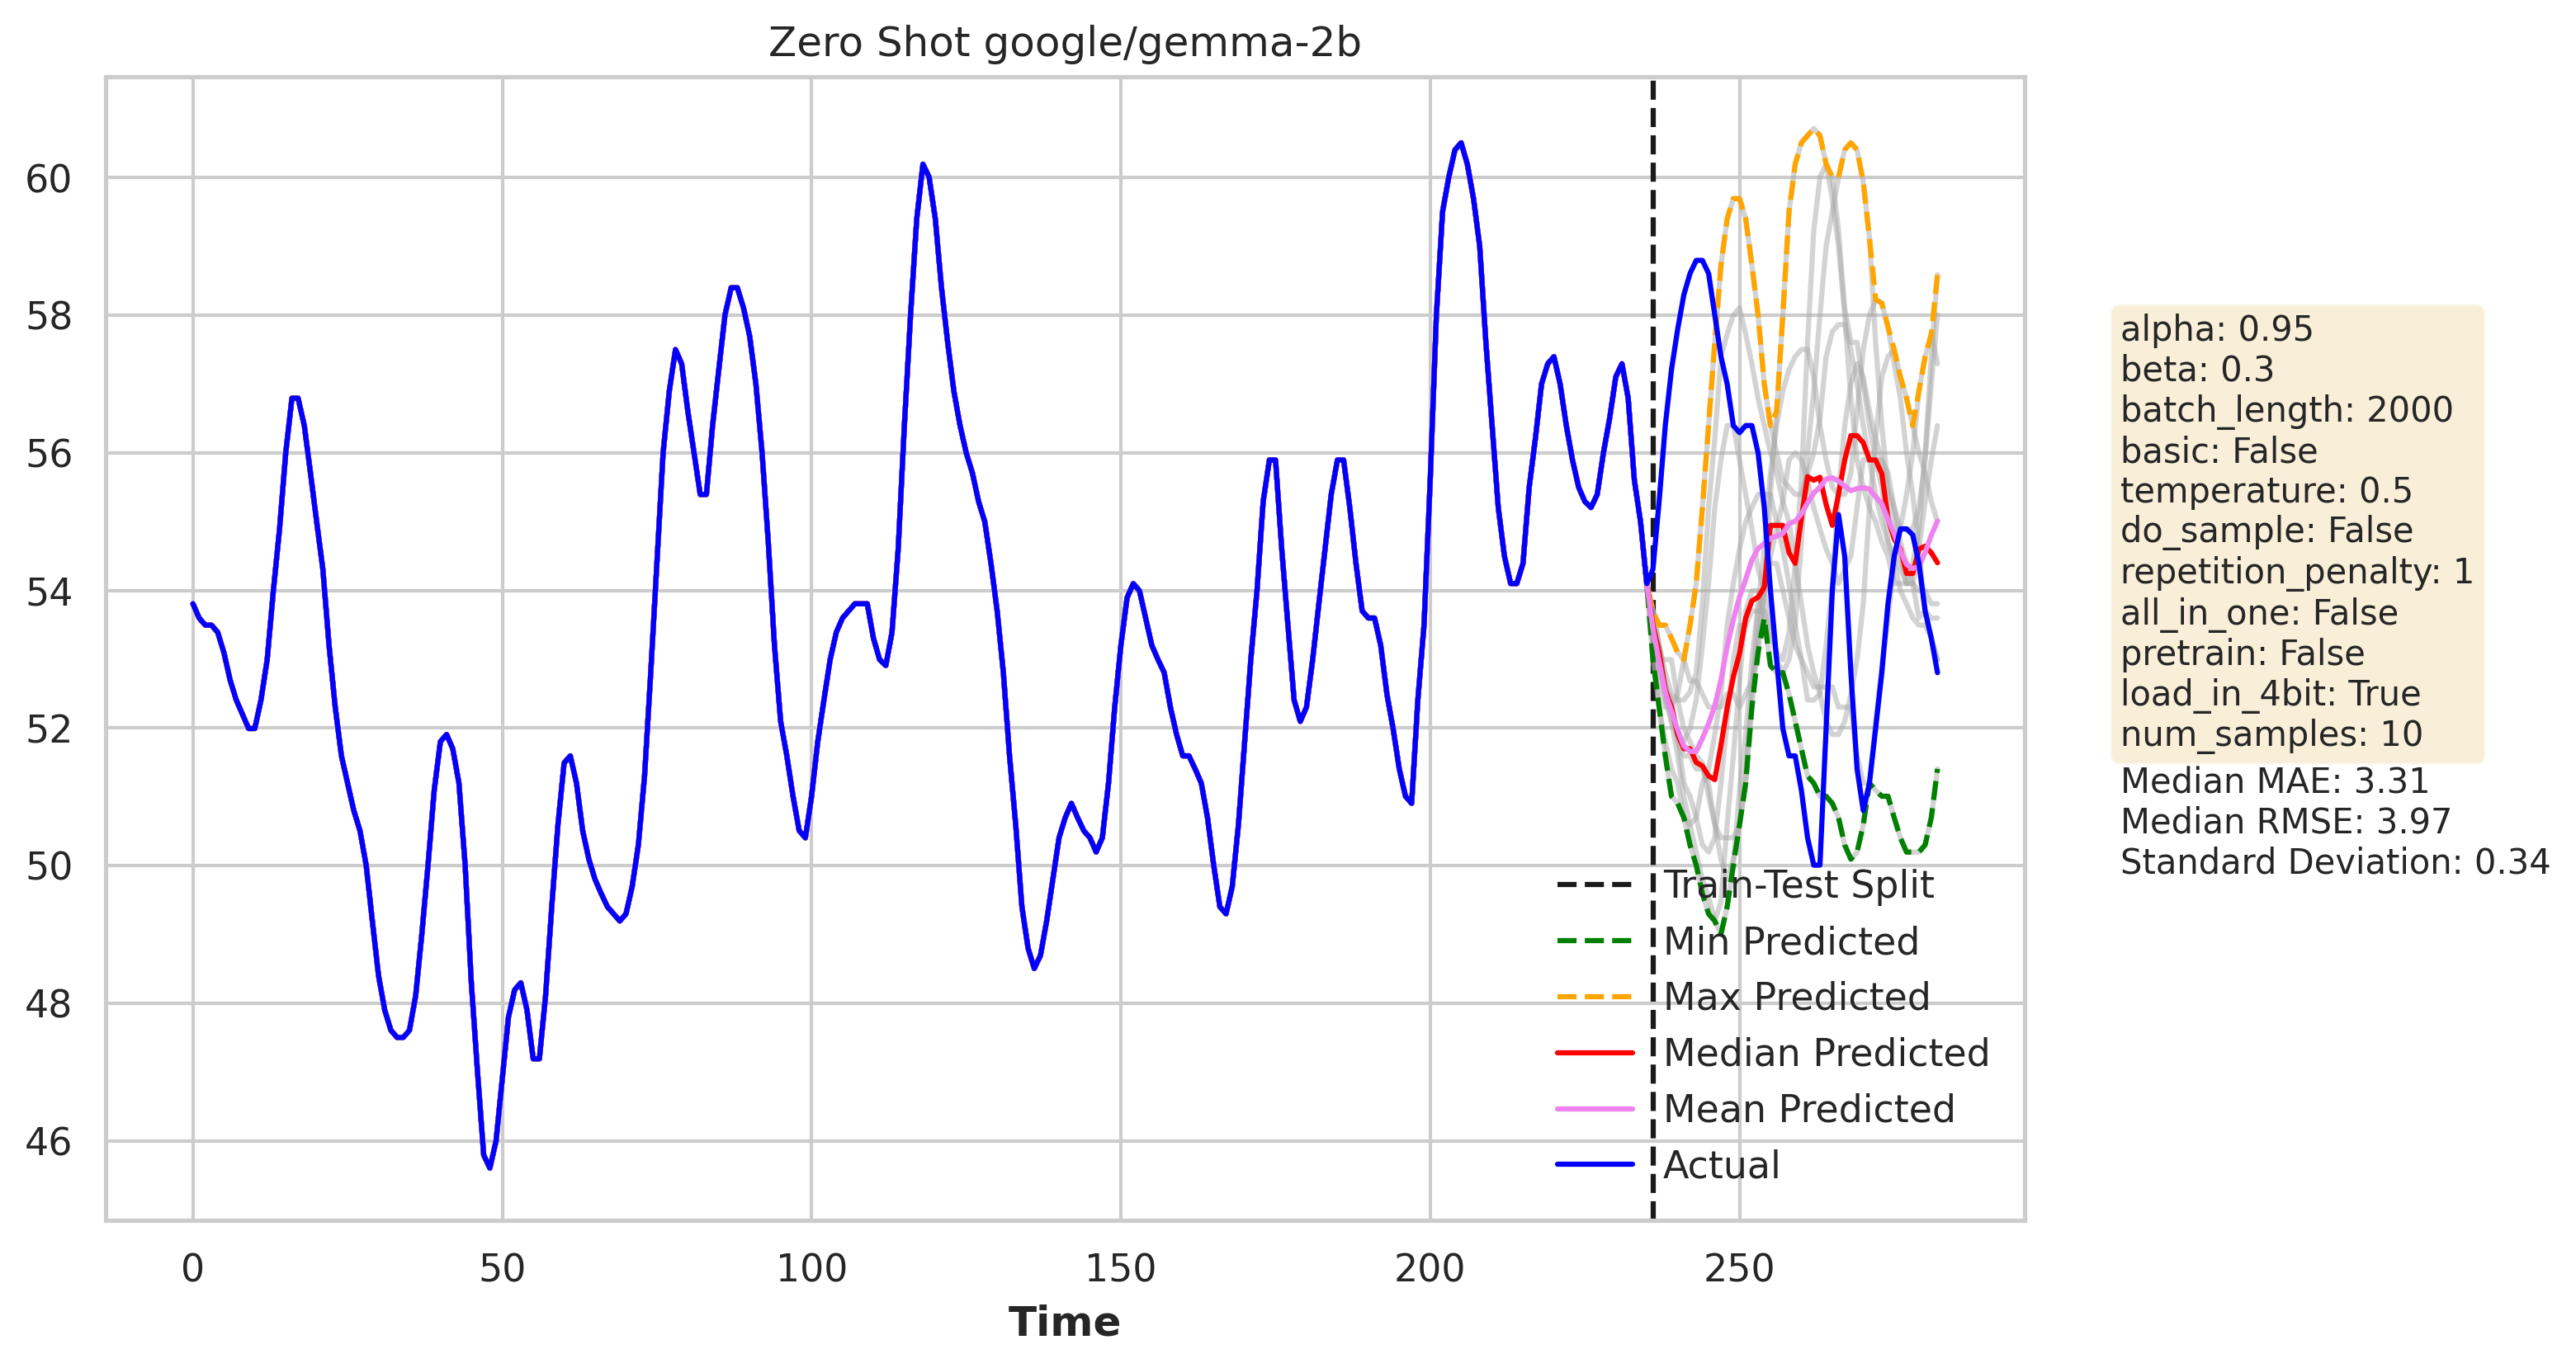 Zero Shot google/gemma-2b
60
58
56
54
52
50
48
46
0 50 100 150 200 250
Time
Train-Test Split
Min Predicted
Max Predicted
Median Predicted
Mean Predicted
Actual
alpha: 0.95
beta: 0.3
batch_length: 2000
basic: False
temperature: 0.5
do_sample: False
repetition_penalty: 1
all_in_one: False
pretrain: False
load_in_4bit: True
num_samples: 10
Median MAE: 3.31
Median RMSE: 3.97
Standard Deviation: 0.34